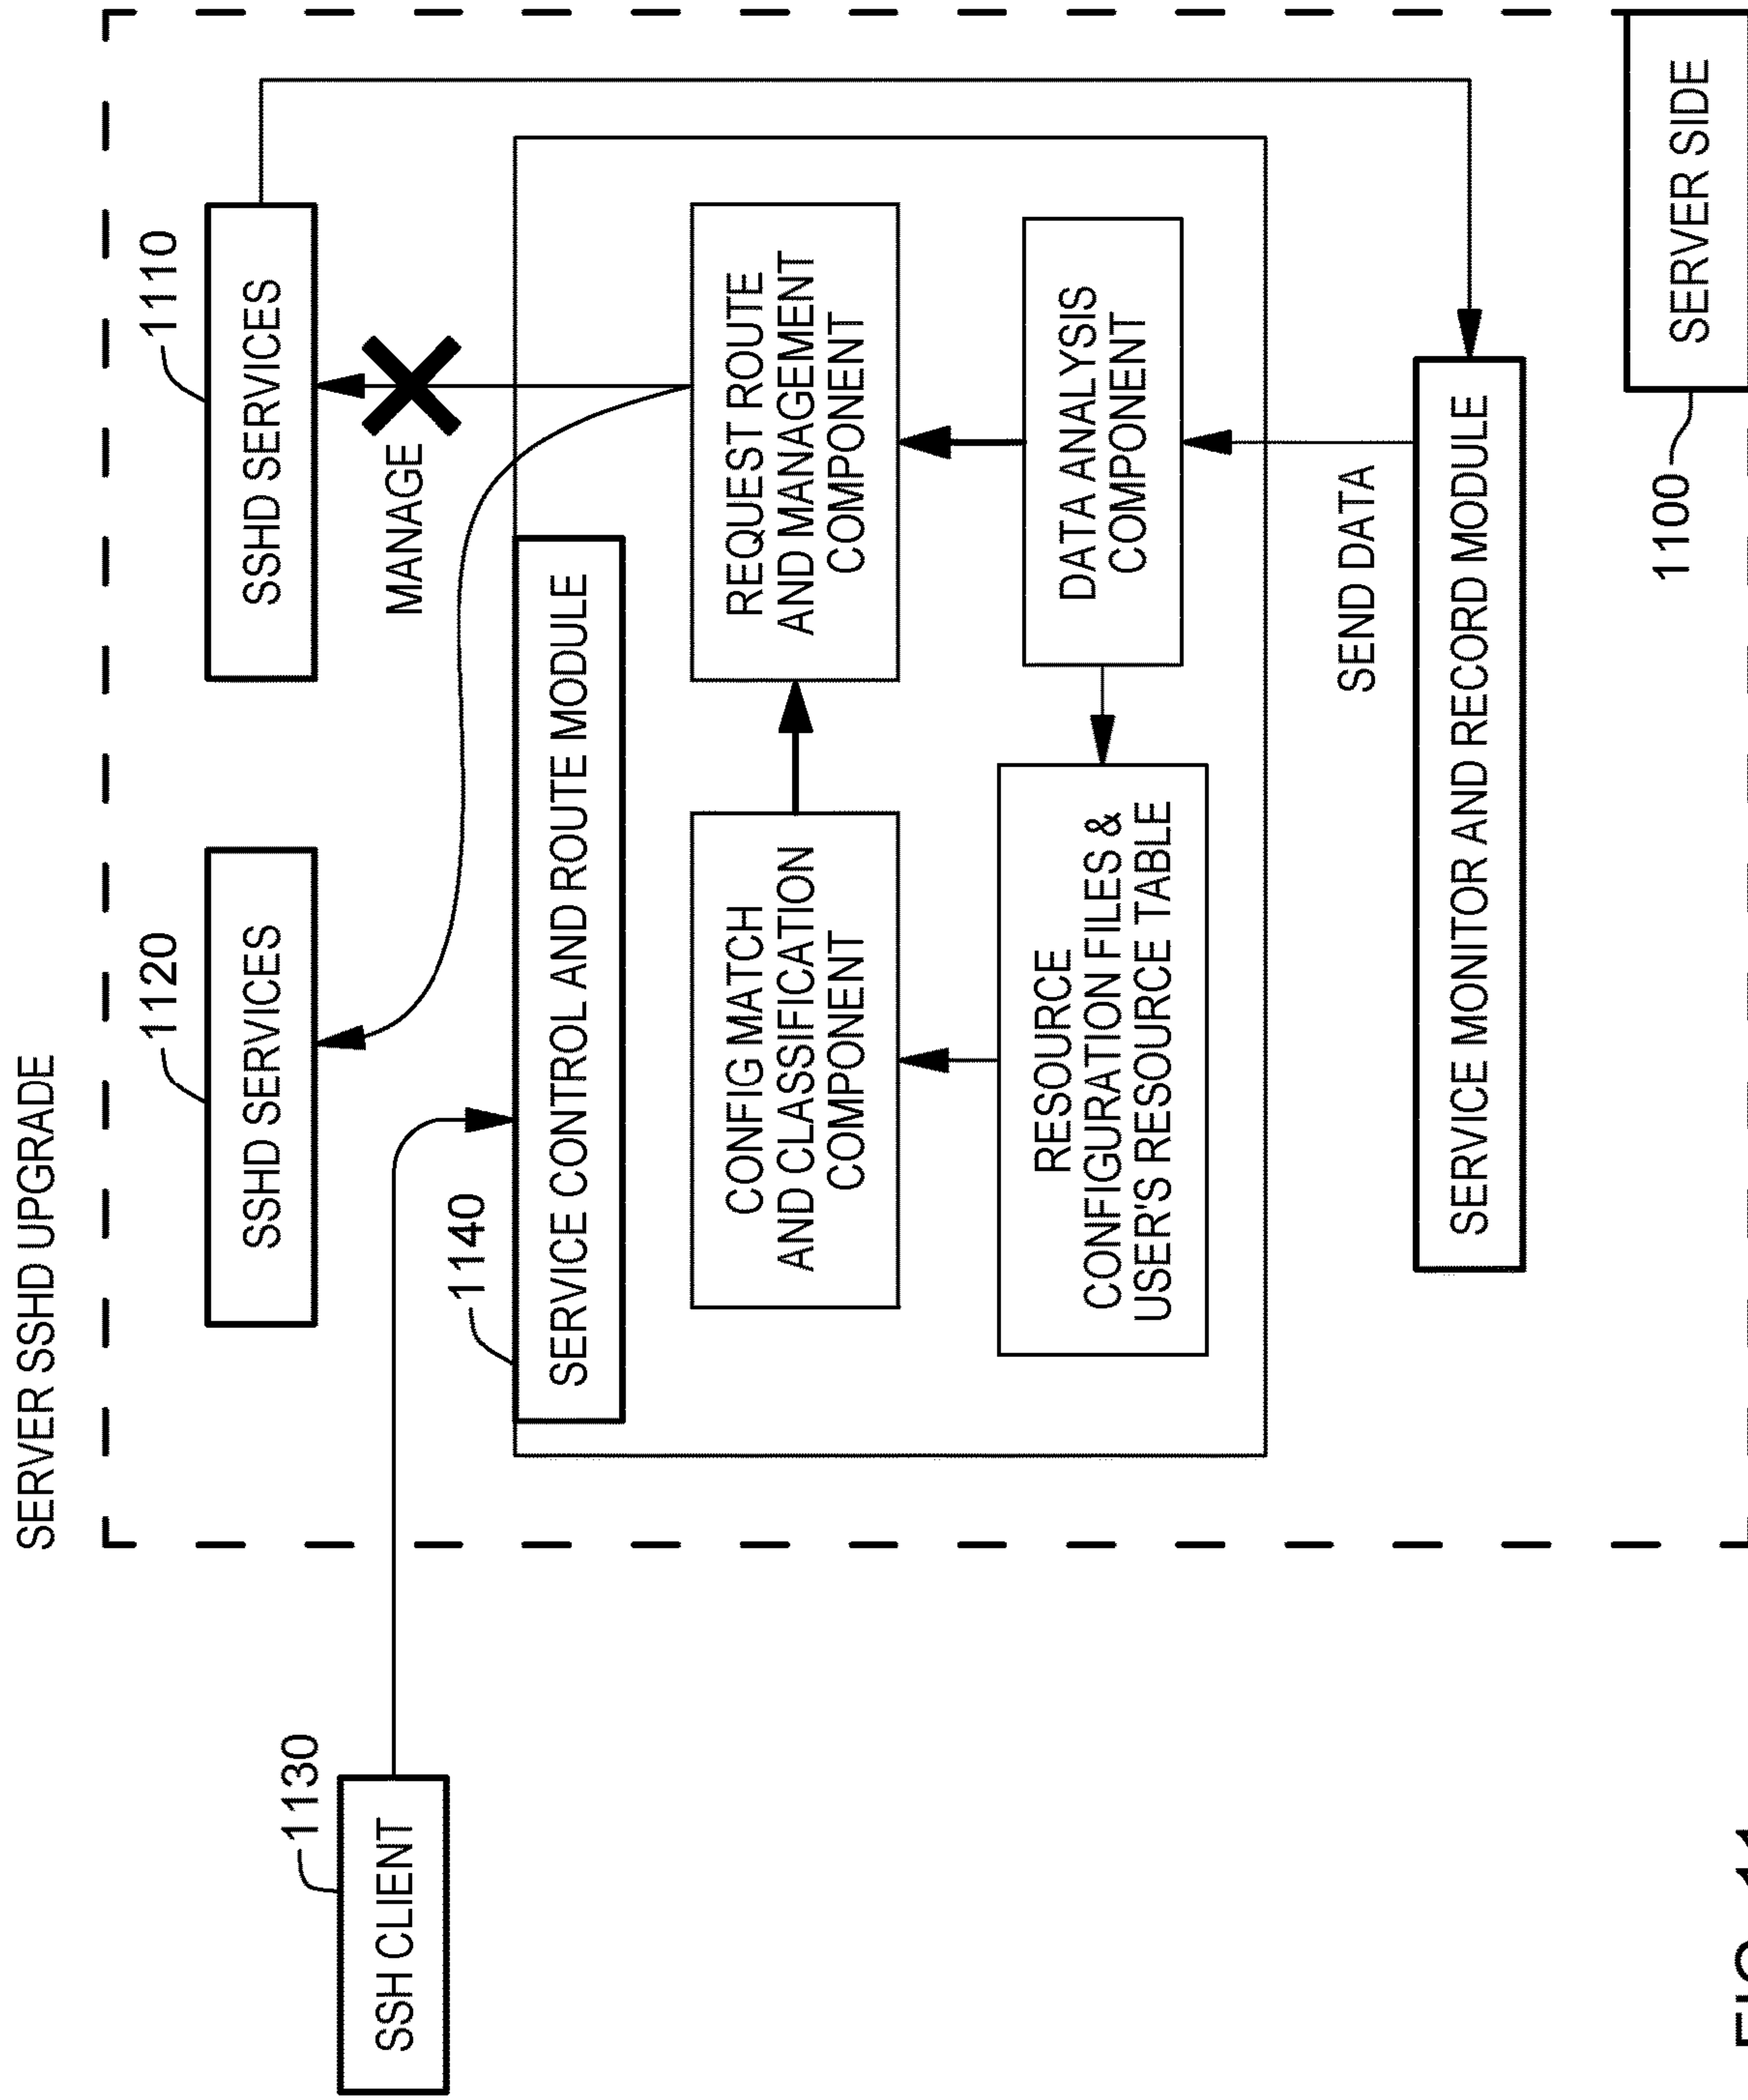 SERVER SSHD UPGRADE
1120
1110
SSHD SERVICES
SSHD SERVICES
1130
SSH CLIENT
MANAGE
1140
SERVICE CONTROL AND ROUTE MODULE
CONFIG MATCH
AND CLASSIFICATION
COMPONENT
REQUEST ROUTE
AND MANAGEMENT
COMPONENT
RESOURCE
CONFIGURATION FILES &
USER'S RESOURCE TABLE
DATA ANALYSIS
COMPONENT
SEND DATA
SERVICE MONITOR AND RECORD MODULE
1100
SERVER SIDE
FIG. 11